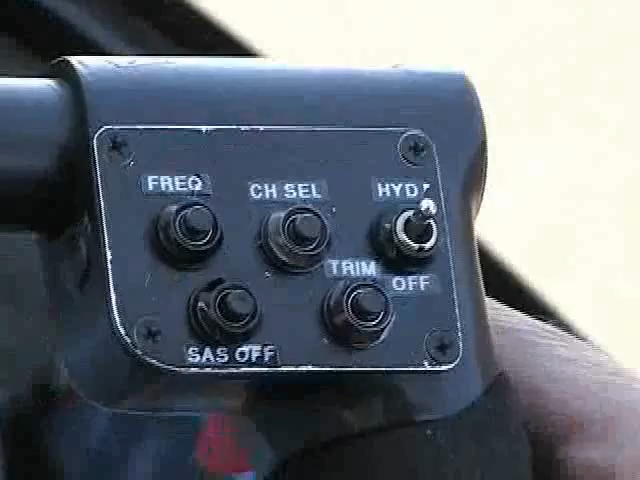 FREQ
CH SEL
HYD
TRIM
OFF
SAS OFF